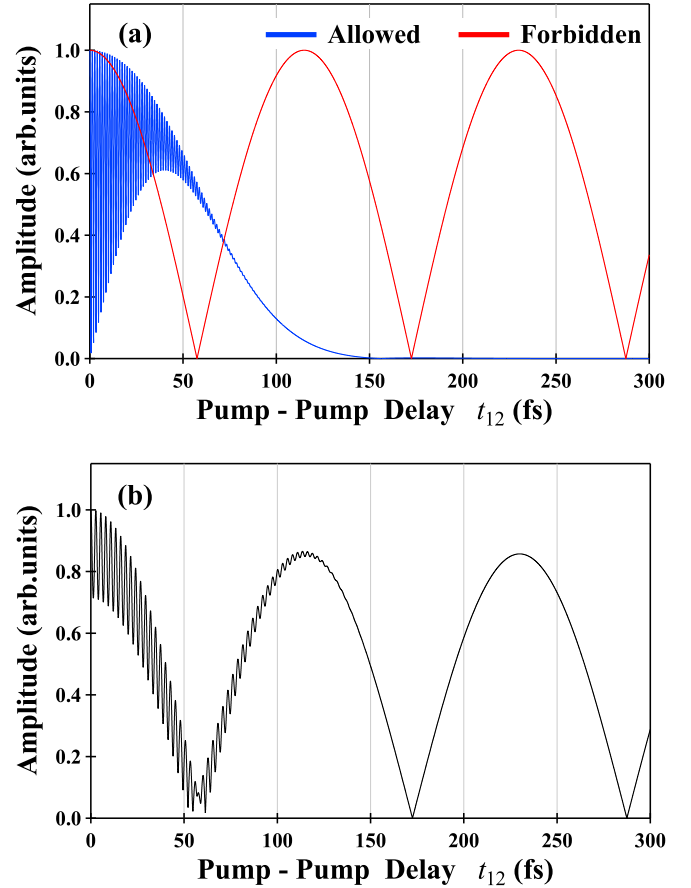 (a)
Allowed
Forbidden
Amplitude (arb.units)
1.0
0.8
0.6
0.4
0.2
0.0
0 50 100 150 200 250 300
Pump - Pump Delay t12 (fs)
(b)
Amplitude (arb.units)
1.0
0.8
0.6
0.4
0.2
0.0
0 50 100 150 200 250 300
Pump - Pump Delay t12 (fs)